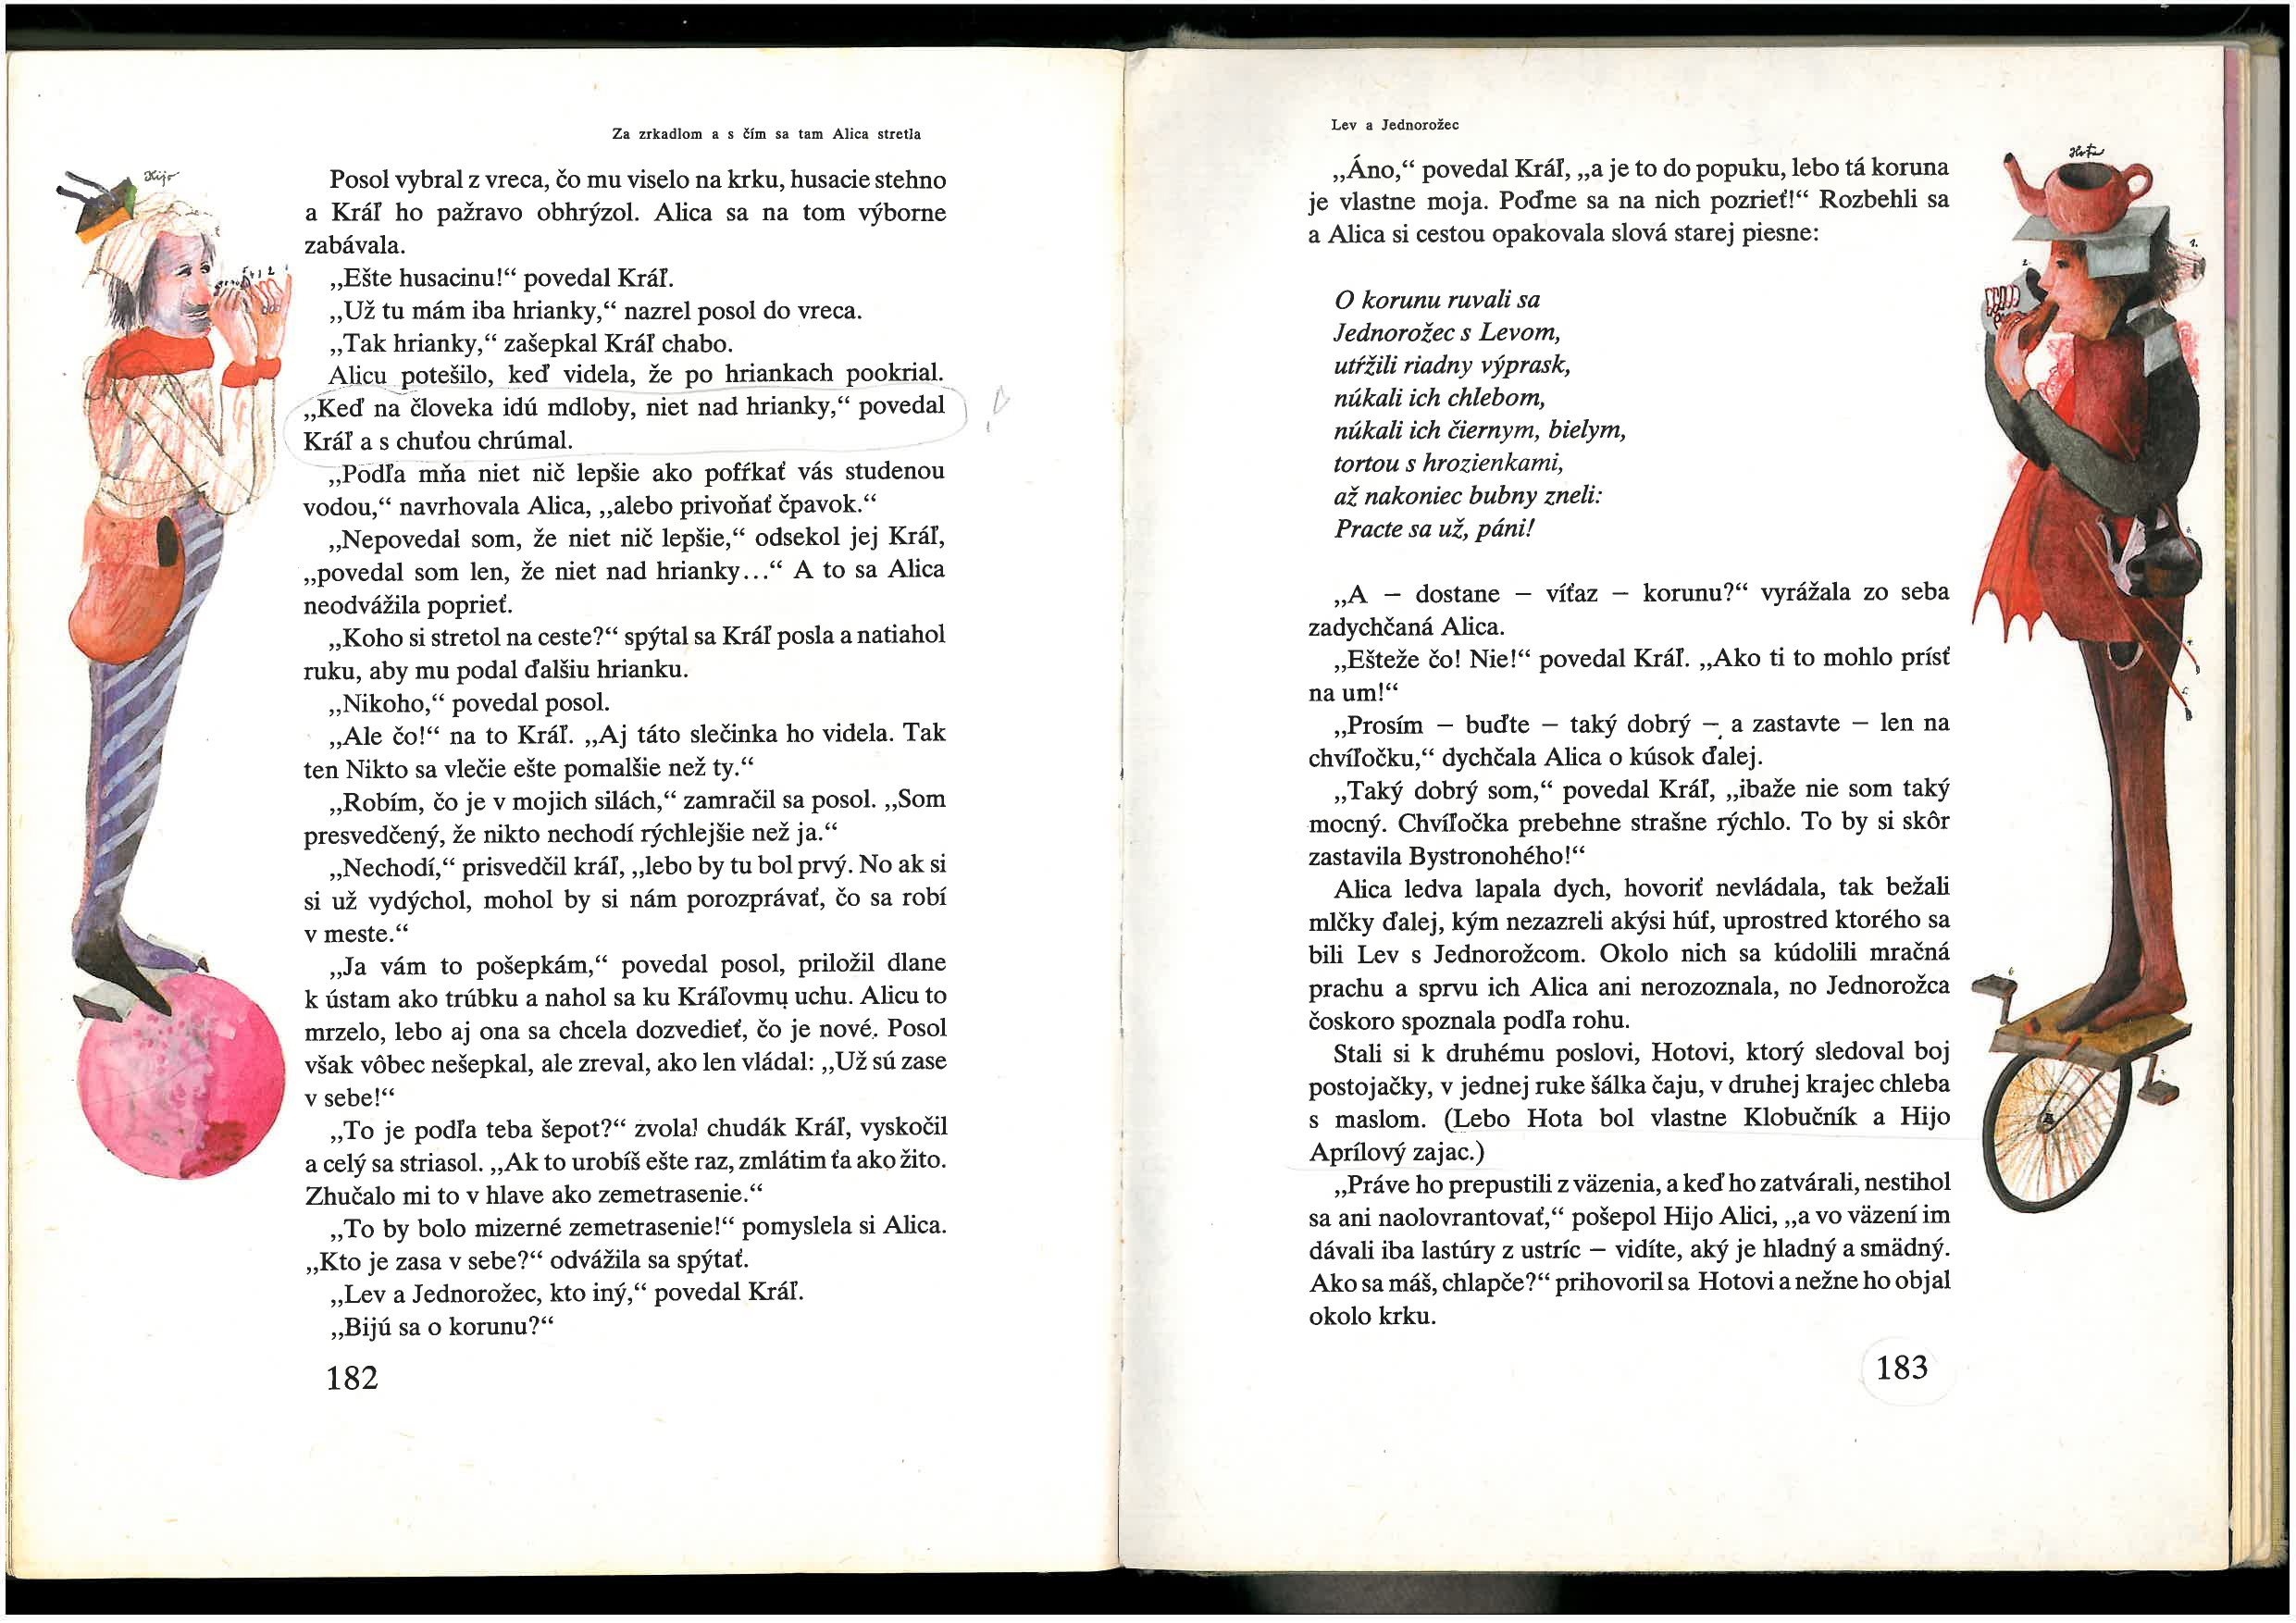 Za zrkadlom a s čím sa tam Alica stretla
Hijo
Posol vybral z vreca, čo mu viselo na krku, husacie stehno
a Kráľ ho pažravo obhrýzol. Alica sa na tom výborne
zabávala.
„Ešte husacinu!“ povedal Kráľ.
„Už tu mám iba hrianky,“ nazrel posol do vreca.
„Tak hrianky,“ zašepkal Kráľ chabo.
Alicu potešilo, keď videla, že po hriankach pookrial.
„Keď na človeka idú mdloby, niet nad hrianky,“ povedal
Kráľ a s chuťou chrúmal.
„Podľa mňa niet nič lepšie ako pofŕkať vás studenou
vodou,“ navrhovala Alica, „alebo privoňať čpavok.“
„Nepovedal som, že niet nič lepšie,“ odsekol jej Kráľ,
„povedal som len, že niet nad hrianky...“ A to sa Alica
neodvážila poprieť.
„Koho si stretol na ceste?“ spýtal sa Kráľ posla a natiahol
ruku, aby mu podal ďalšiu hrianku.
„Nikoho,“ povedal posol.
„Ale čo!“ na to Kráľ. „Aj táto slečinka ho videla. Tak
ten Nikto sa vlečie ešte pomalšie než ty.“
„Robím, čo je v mojich silách,“ zamračil sa posol. „Som
presvedčený, že nikto nechodí rýchlejšie než ja.“
„Nechodí,“ prisvedčil kráľ, „lebo by tu bol prvý. No ak si
si už vydýchol, mohol by si nám porozprávať, čo sa robí
v meste.“
„Ja vám to pošepkám,“ povedal posol, priložil dlane
k ústam ako trúbku a nahol sa ku Kráľovmu uchu. Alicu to
mrzelo, lebo aj ona sa chcela dozvedieť, čo je nové. Posol
však vôbec nešepkal, ale zreval, ako len vládal: „Už sú zase
v sebe!“
„To je podľa teba šepot?“ zvolal chudák Kráľ, vyskočil
a celý sa striasol. „Ak to urobíš ešte raz, zmlátim ťa ako žito.
Zhučalo mi to v hlave ako zemetrasenie.“
„To by bolo mizerné zemetrasenie!“ pomyslela si Alica.
„Kto je zasa v sebe?“ odvážila sa spýtať.
„Lev a Jednorožec, kto iný,“ povedal Kráľ.
„Bijú sa o korunu?“
182
Lev a Jednorožec
Hota
„Áno,“ povedal Kráľ, „a je to do popuku, lebo tá koruna
je vlastne moja. Poďme sa na nich pozrieť!“ Rozbehli sa
a Alica si cestou opakovala slová starej piesne:
O korunu ruvali sa
Jednorožec s Levom,
utŕžili riadny výprask,
núkali ich chlebom,
núkali ich čiernym, bielym,
tortou s hrozienkami,
až nakoniec bubny zneli:
Practe sa už, páni!
„A — dostane — víťaz — korunu?“ vyrážala zo seba
zadychčaná Alica.
„Ešteže čo! Nie!“ povedal Kráľ. „Ako ti to mohlo prísť
na um!“
„Prosím — buďte — taký dobrý — a zastavte — len na
chvíľočku,“ dychčala Alica o kúsok ďalej.
„Taký dobrý som,“ povedal Kráľ, „ibaže nie som taký
mocný. Chvíľočka prebehne strašne rýchlo. To by si skôr
zastavila Bystronohého!“
Alica ledva lapala dych, hovoriť nevládala, tak bežali
mlčky ďalej, kým nezazreli akýsi húf, uprostred ktorého sa
bili Lev s Jednorožcom. Okolo nich sa kúdolili mračná
prachu a sprvu ich Alica ani nerozoznala, no Jednorožca
čoskoro spoznala podľa rohu.
Stali si k druhému poslovi, Hotovi, ktorý sledoval boj
postojačky, v jednej ruke šálka čaju, v druhej krajec chleba
s maslom. (Lebo Hota bol vlastne Klobučník a Hijo
Aprílový zajac.)
„Práve ho prepustili z väzenia, a keď ho zatvárali, nestihol
sa ani naolovrantovať,“ pošepol Hijo Alici, „a vo väzení im
dávali iba lastúry z ustríc — vidíte, aký je hladný a smädný.
Ako sa máš, chlapče?“ prihovoril sa Hotovi a nežne ho objal
okolo krku.
183